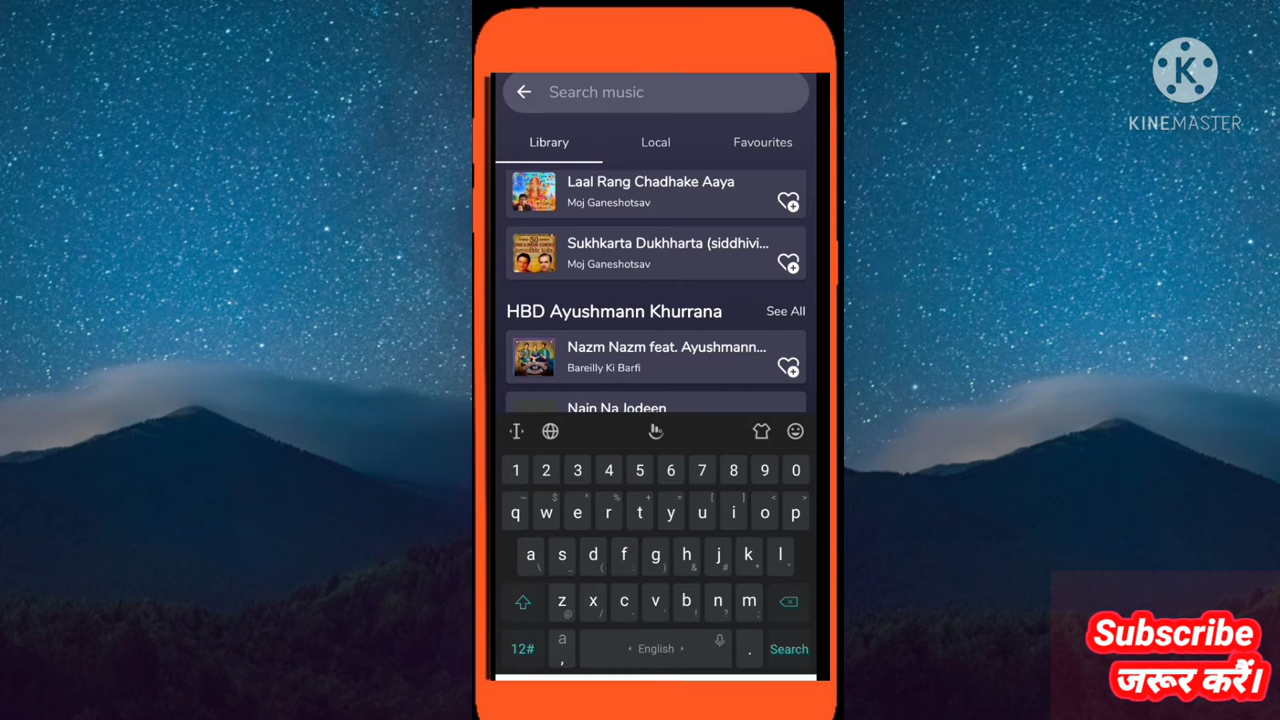 Search music
Library Local Favourites
Laal Rang Chadhake Aaya
Moj Ganeshotsav
Sukhkarta Dukhharta (siddhivi...
Moj Ganeshotsav
HBD Ayushmann Khurrana See All
Nazm Nazm feat. Ayushmann...
Bareilly Ki Barfi
Nain Na Jodeen
1 2 3 4 5 6 7 8 9 0
q w e r t y u i o p
a s d f g h j k l
z x c v b n m
12# a , English . Search
K
KINEMASTER
Subscribe
जरूर करैं।